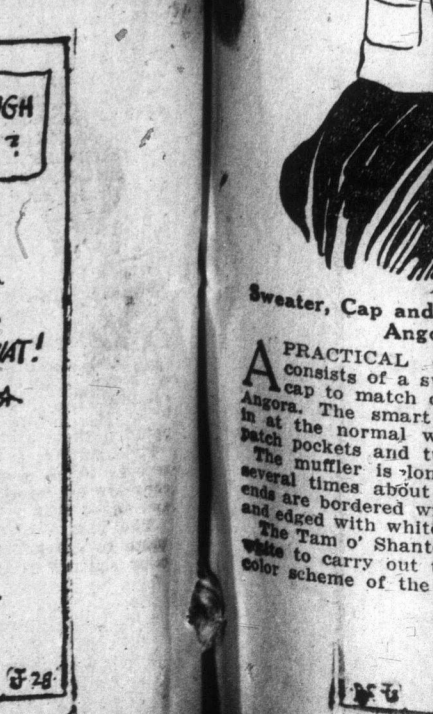 GH
?
HAT!
28
Sweater, Cap and
Ango
A PRACTICAL
consists of a s
cap to match
Angora. The smart
in at the normal w
patch pockets and t
The muffler is lon
several times about
ends are bordered w
and edged with white
The Tam o' Shant
white to carry out
color scheme of the